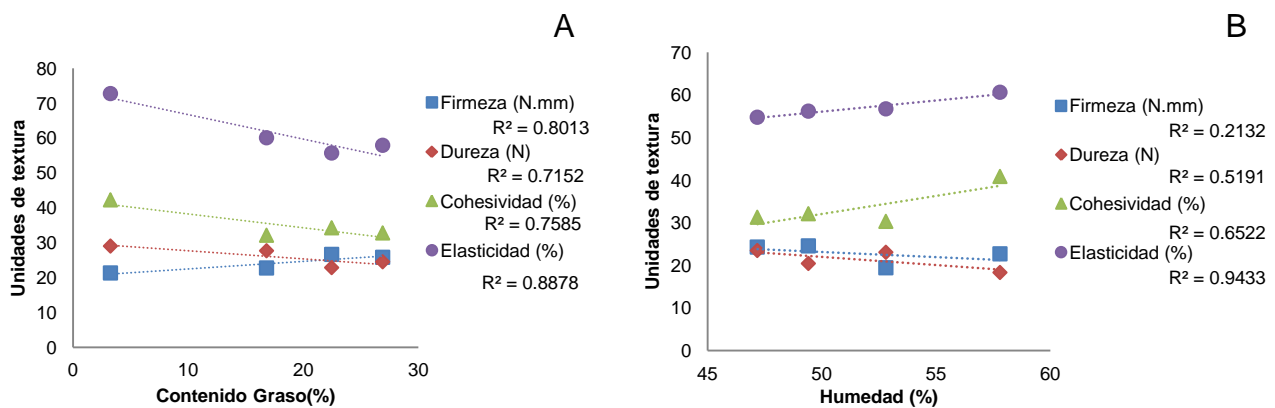 A
80
70
60
50
40
30
20
10
0
0
10
20
30
Unidades de textura
Contenido Graso(%)
Firmeza (N.mm)
R² = 0.8013
Dureza (N)
R² = 0.7152
Cohesividad (%)
R² = 0.7585
Elasticidad (%)
R² = 0.8878
B
70
60
50
40
30
20
10
0
45
50
55
60
Unidades de textura
Humedad (%)
Firmeza (N.mm)
R² = 0.2132
Dureza (N)
R² = 0.5191
Cohesividad (%)
R² = 0.6522
Elasticidad (%)
R² = 0.9433